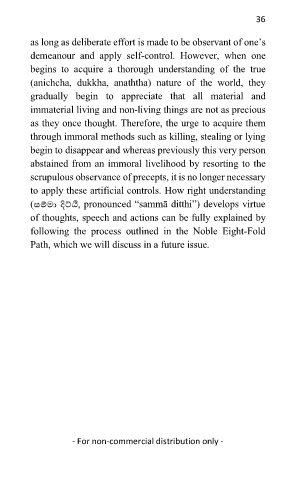 36
as long as deliberate effort is made to be observant of one’s
demeanour and apply self-control. However, when one
begins to acquire a thorough understanding of the true
(anichcha, dukkha, anaththa) nature of the world, they
gradually begin to appreciate that all material and
immaterial living and non-living things are not as precious
as they once thought. Therefore, the urge to acquire them
through immoral methods such as killing, stealing or lying
begin to disappear and whereas previously this very person
abstained from an immoral livelihood by resorting to the
scrupulous observance of precepts, it is no longer necessary
to apply these artificial controls. How right understanding
(සම්මා දිට්ඨි, pronounced “sammā ditthi”) develops virtue
of thoughts, speech and actions can be fully explained by
following the process outlined in the Noble Eight-Fold
Path, which we will discuss in a future issue.
- For non-commercial distribution only -